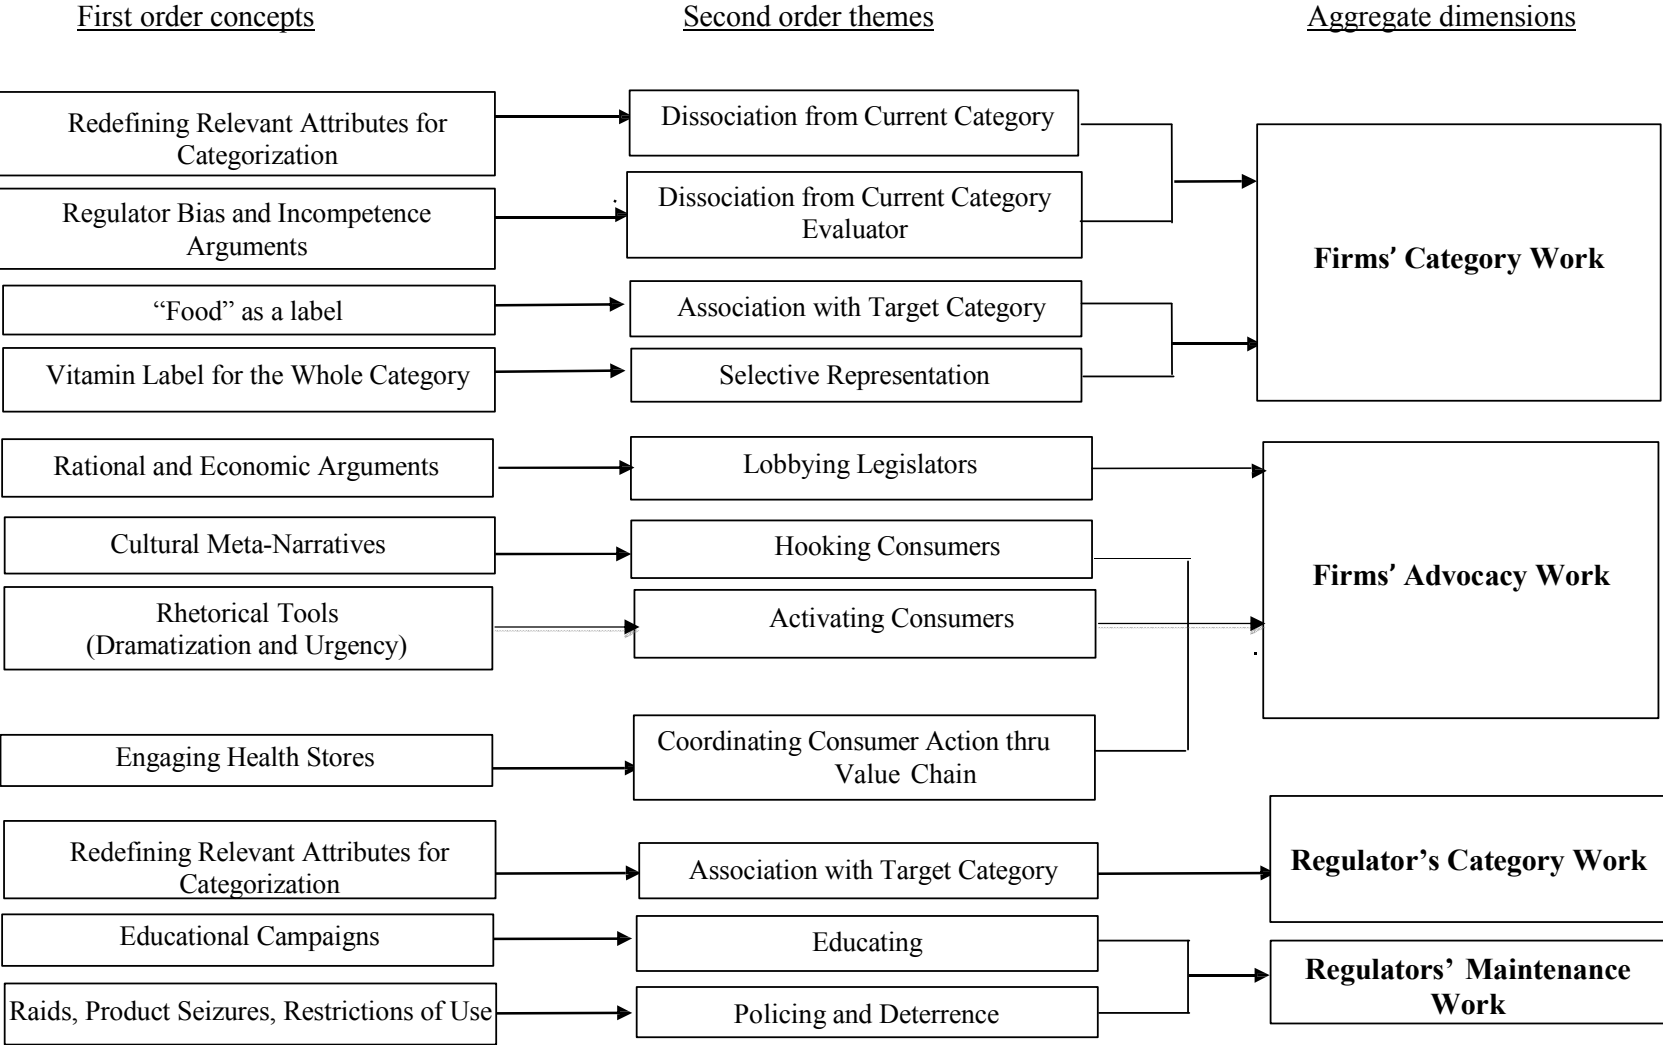 First order concepts
Second order themes
Aggregate dimensions
Redefining Relevant Attributes for
Categorization
Dissociation from Current Category
Regulator Bias and Incompetence
Arguments
Dissociation from Current Category
Evaluator
Firms’ Category Work
“Food” as a label
Association with Target Category
Vitamin Label for the Whole Category
Selective Representation
Rational and Economic Arguments
Lobbying Legislators
Cultural Meta-Narratives
Hooking Consumers
Firms’ Advocacy Work
Rhetorical Tools
(Dramatization and Urgency)
Activating Consumers
Engaging Health Stores
Coordinating Consumer Action thru
Value Chain
Redefining Relevant Attributes for
Categorization
Association with Target Category
Regulator’s Category Work
Educational Campaigns
Educating
Regulators’ Maintenance
Work
Raids, Product Seizures, Restrictions of Use
Policing and Deterrence